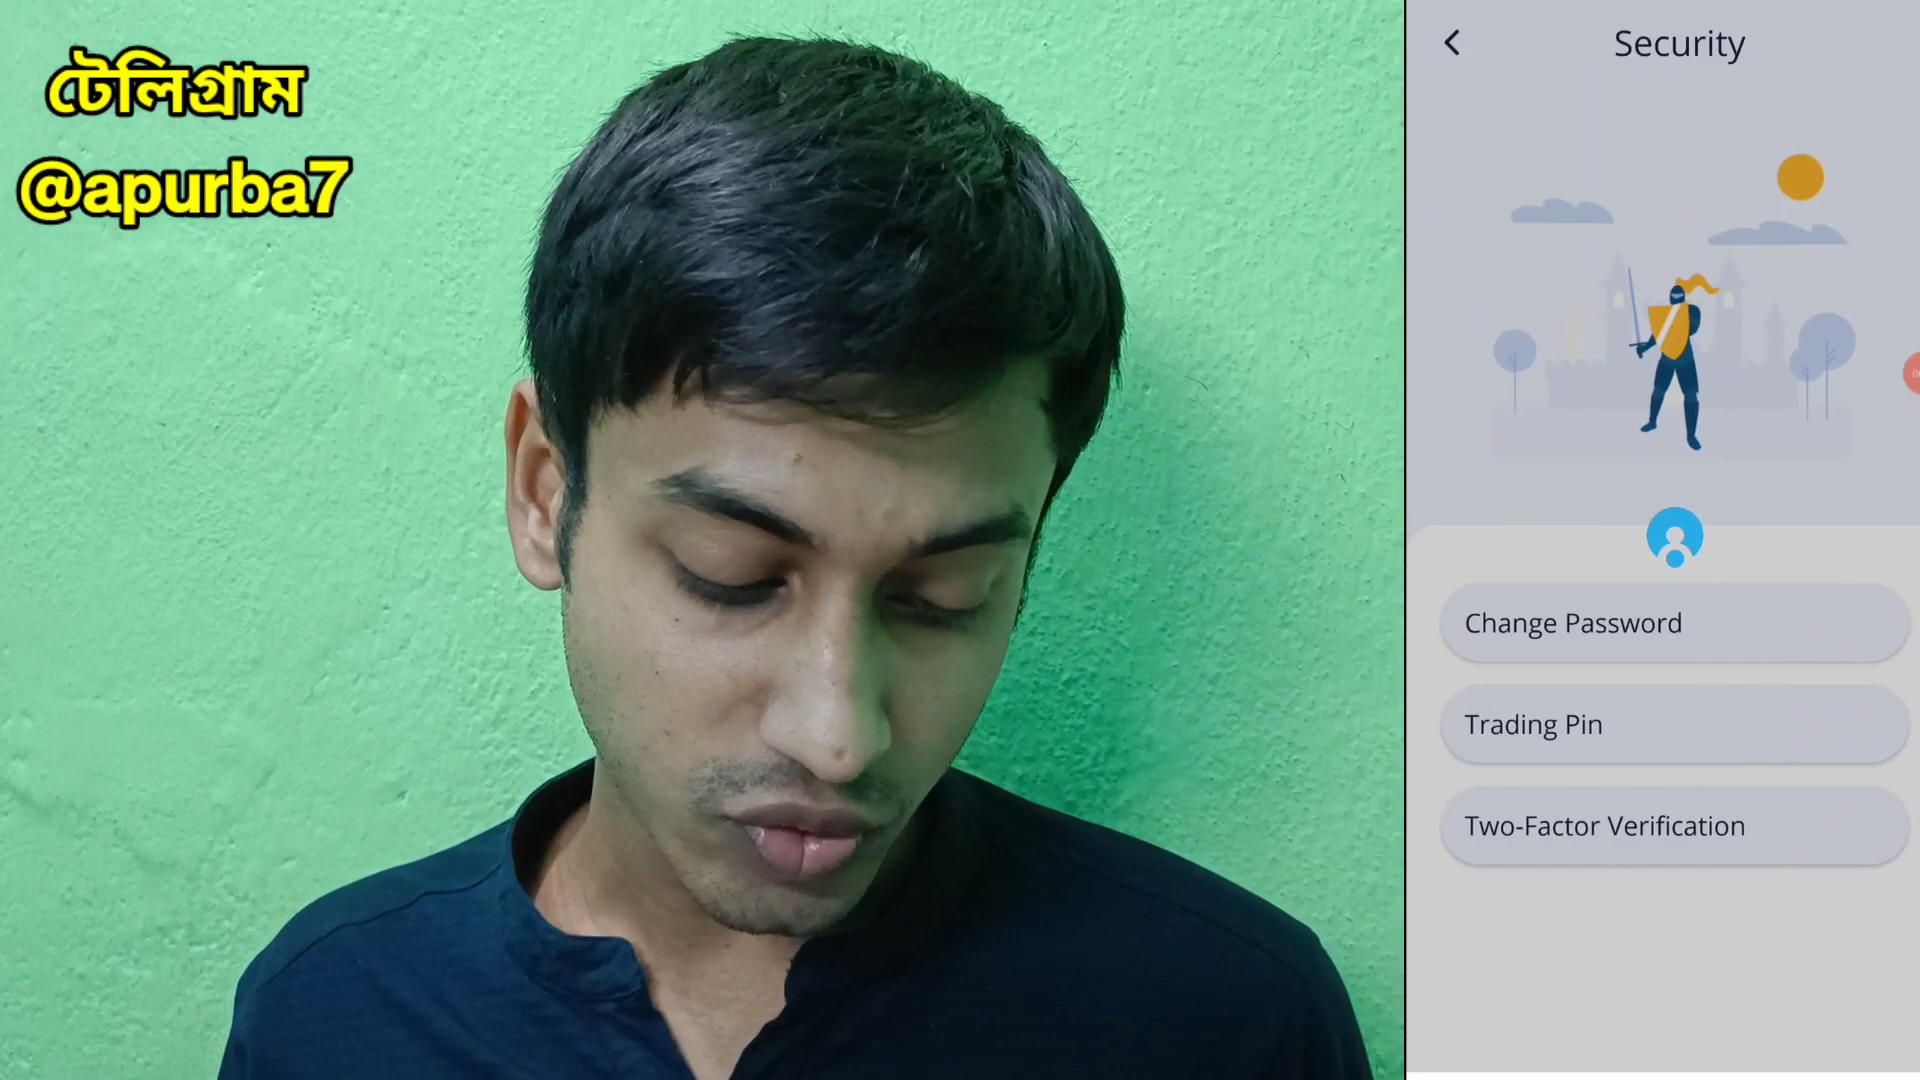 টেলিগ্রাম
@apurba7
Security
Change Password
Trading Pin
Two-Factor Verification